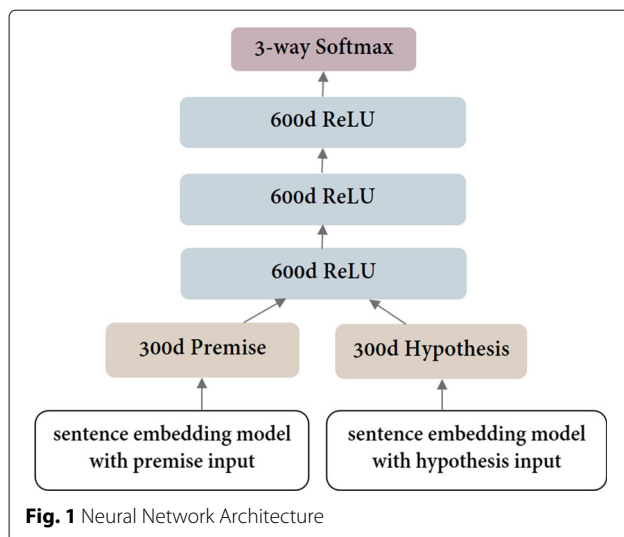 3-way Softmax
600d ReLU
600d ReLU
600d ReLU
300d Premise
300d Hypothesis
sentence embedding model
with premise input
sentence embedding model
with hypothesis input
Fig. 1 Neural Network Architecture